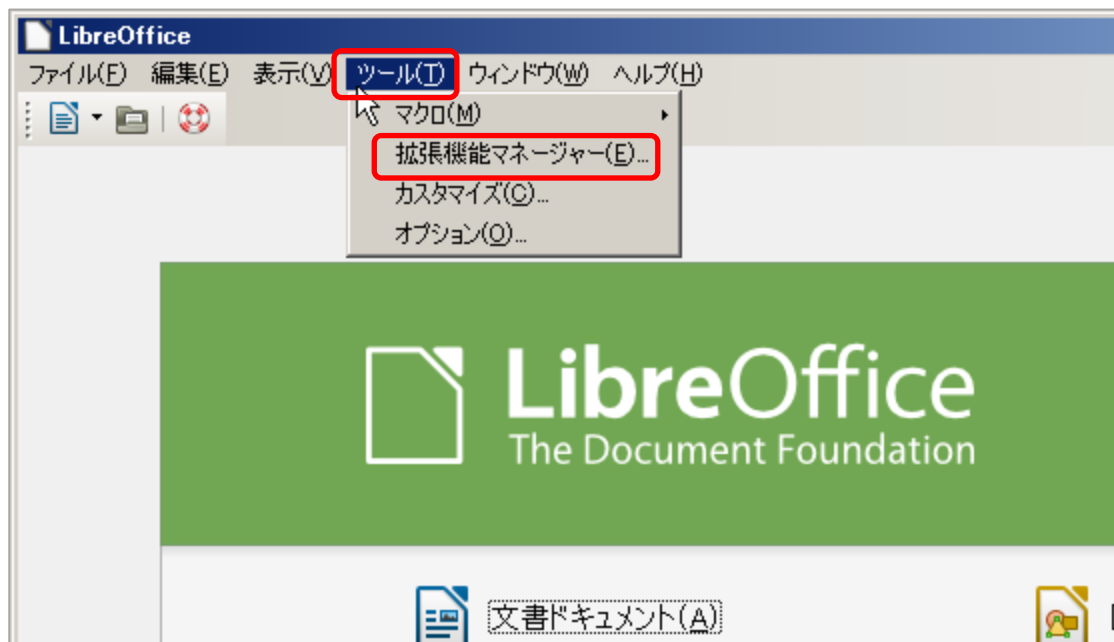 LibreOffice
ファイル(F) 編集(E) 表示(V) ツール(T) ウィンドウ(W) ヘルプ(H)
マクロ(M)
拡張機能マネージャー(E)...
カスタマイズ(C)...
オプション(O)...
LibreOffice
The Document Foundation
文書ドキュメント(A)